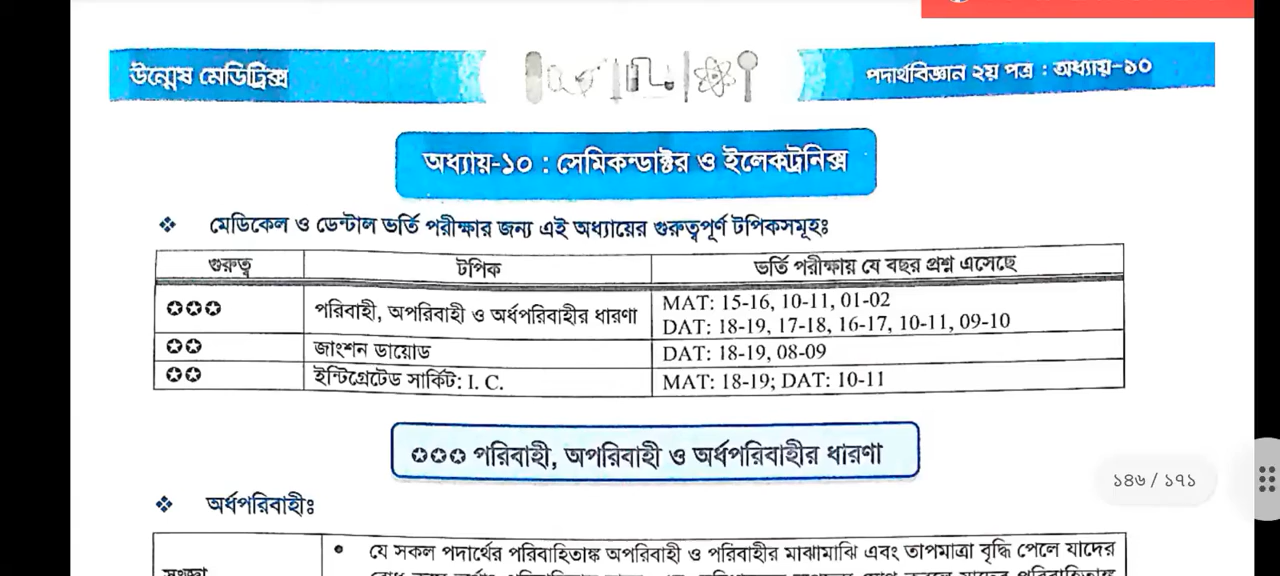 উন্মেষ মেডিট্রিক্স
পদার্থবিজ্ঞান ২য় পত্র : অধ্যায়-১০
অধ্যায়-১০ : সেমিকন্ডাক্টর ও ইলেকট্রনিক্স
❖ মেডিকেল ও ডেন্টাল ভর্তি পরীক্ষার জন্য এই অধ্যায়ের গুরুত্বপূর্ণ টপিকসমূহঃ
গুরুত্ব টপিক ভর্তি পরীক্ষায় যে বছর প্রশ্ন এসেছে
✪✪✪ পরিবাহী, অপরিবাহী ও অর্ধপরিবাহীর ধারণা MAT: 15-16, 10-11, 01-02
DAT: 18-19, 17-18, 16-17, 10-11, 09-10
✪✪ জাংশন ডায়োড DAT: 18-19, 08-09
✪✪ ইন্টিগ্রেটেড সার্কিট: I. C. MAT: 18-19; DAT: 10-11
✪✪✪ পরিবাহী, অপরিবাহী ও অর্ধপরিবাহীর ধারণা
১৪৬ / ১৭১
❖ অর্ধপরিবাহীঃ
• যে সকল পদার্থের পরিবাহিতাঙ্ক অপরিবাহী ও পরিবাহীর মাঝামাঝি এবং তাপমাত্রা বৃদ্ধি পেলে যাদের